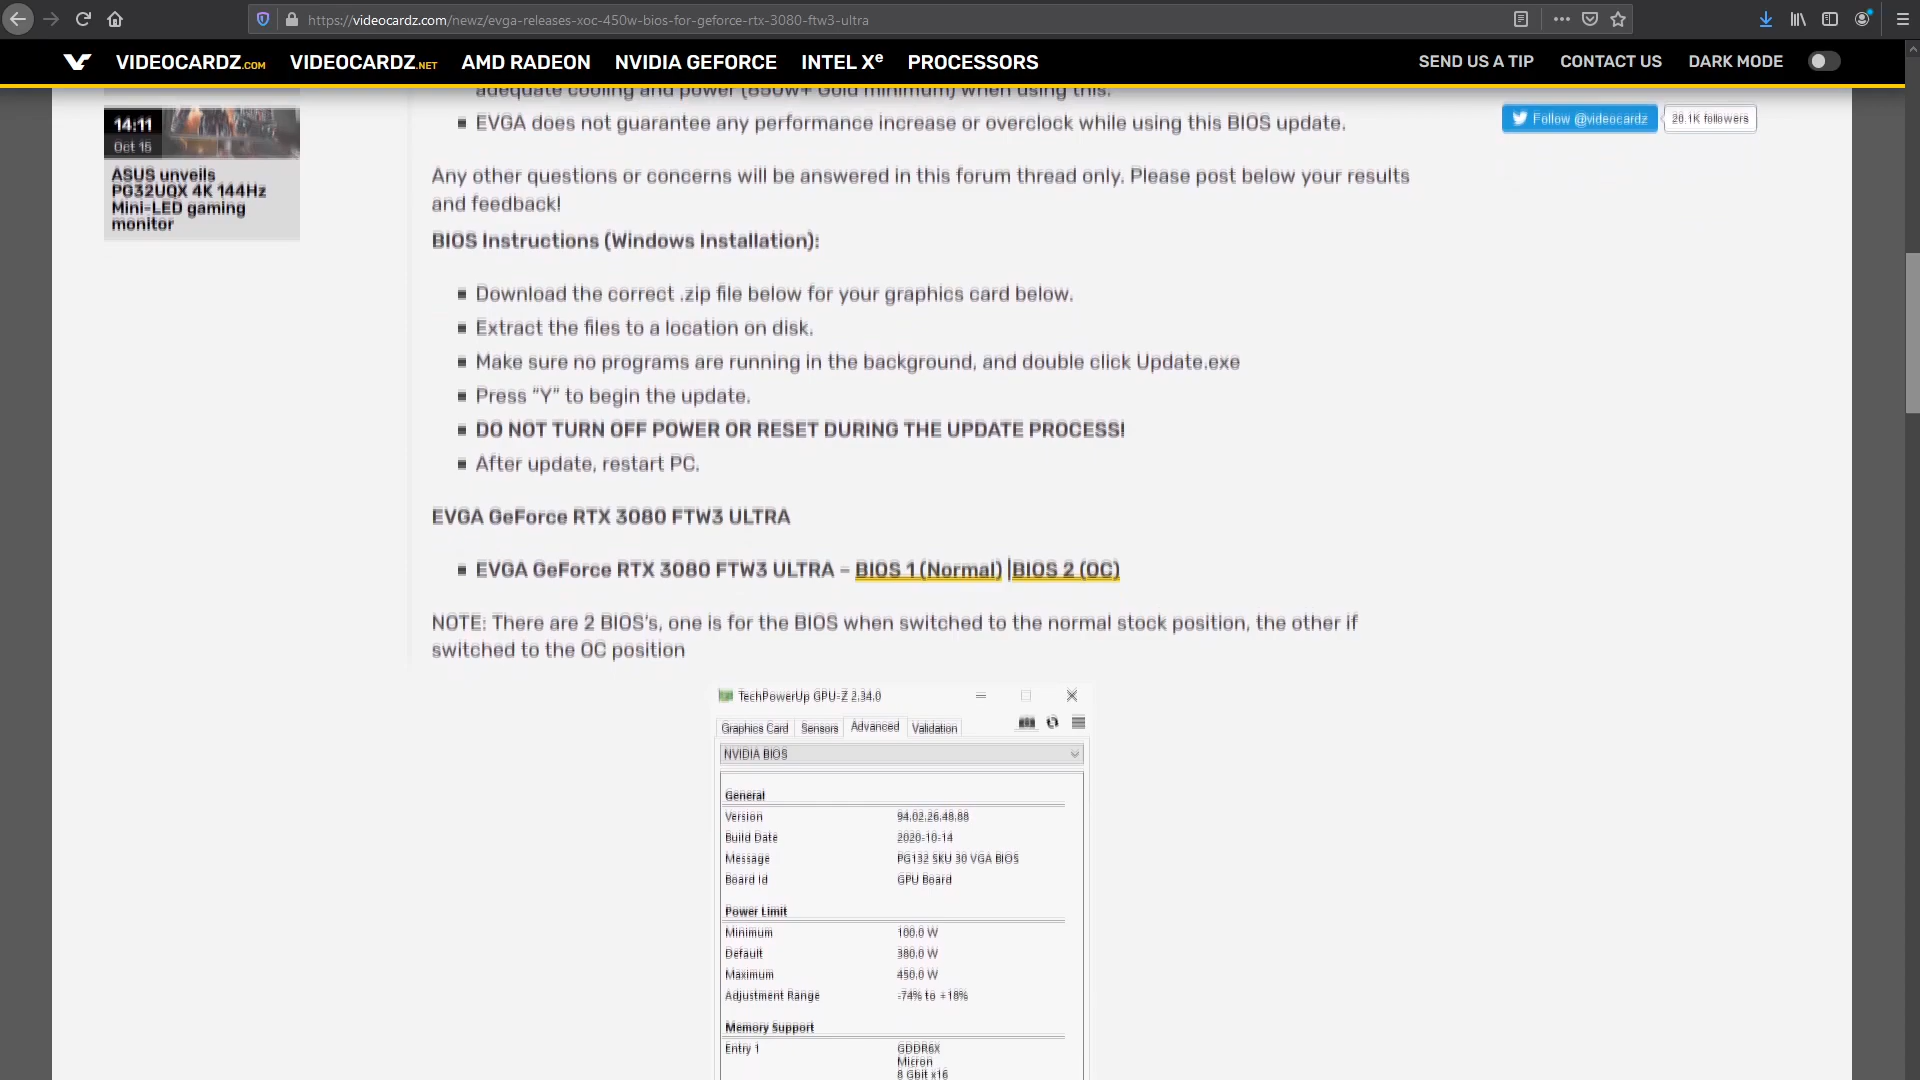 https://videocardz.com/newz/evga-releases-xoc-450w-bios-for-geforce-rtx-3080-ftw3-ultra
VIDEOCARDZ.COM VIDEOCARDZ.NET AMD RADEON NVIDIA GEFORCE INTEL Xe PROCESSORS SEND US A TIP CONTACT US DARK MODE
adequate cooling and power (850w+ Gold minimum) when using this.
EVGA does not guarantee any performance increase or overclock while using this BIOS update.
Follow @videocardz
20.1K followers
14:11
Oct 16
ASUS unveils
PG32UQX 4K 144Hz
Mini-LED gaming
monitor
Any other questions or concerns will be answered in this forum thread only. Please post below your results
and feedback!
BIOS Instructions (Windows Installation):
Download the correct .zip file below for your graphics card below.
Extract the files to a location on disk.
Make sure no programs are running in the background, and double click Update.exe
Press “Y” to begin the update.
DO NOT TURN OFF POWER OR RESET DURING THE UPDATE PROCESS!
After update, restart PC.
EVGA GeForce RTX 3080 FTW3 ULTRA
EVGA GeForce RTX 3080 FTW3 ULTRA – BIOS 1 (Normal) |BIOS 2 (OC)
NOTE: There are 2 BIOS’s, one is for the BIOS when switched to the normal stock position, the other if
switched to the OC position
TechPowerUp GPU-Z 2.34.0
Graphics Card Sensors Advanced Validation
NVIDIA BIOS
General
Version 94.02.26.48.88
Build Date 2020-10-14
Message PG132 SKU 30 VGA BIOS
Board Id GPU Board
Power Limit
Minimum 100.0 W
Default 380.0 W
Maximum 450.0 W
Adjustment Range -74% to +18%
Memory Support
Entry 1 GDDR6X
Micron
8 Gbit x16